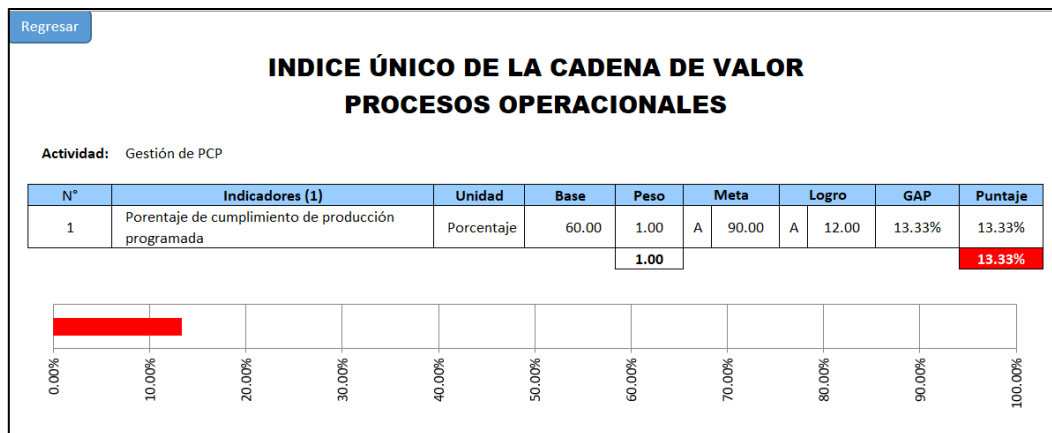 Regresar
INDICE ÚNICO DE LA CADENA DE VALOR
PROCESOS OPERACIONALES
Actividad: Gestión de PCP
N° Indicadores (1) Unidad Base Peso Meta Logro GAP Puntaje
1 Porentaje de cumplimiento de producción programada Porcentaje 60.00 1.00 A 90.00 A 12.00 13.33% 13.33%
1.00 13.33%
0.00% 10.00% 20.00% 30.00% 40.00% 50.00% 60.00% 70.00% 80.00% 90.00% 100.00%